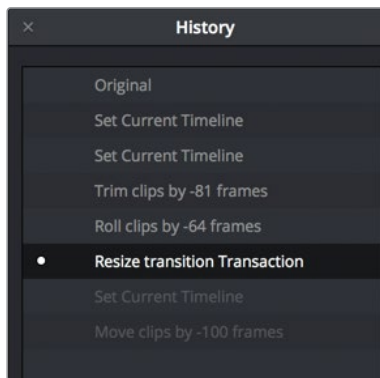 History
Original
Set Current Timeline
Set Current Timeline
Trim clips by -81 frames
Roll clips by -64 frames
Resize transition Transaction
Set Current Timeline
Move clips by -100 frames